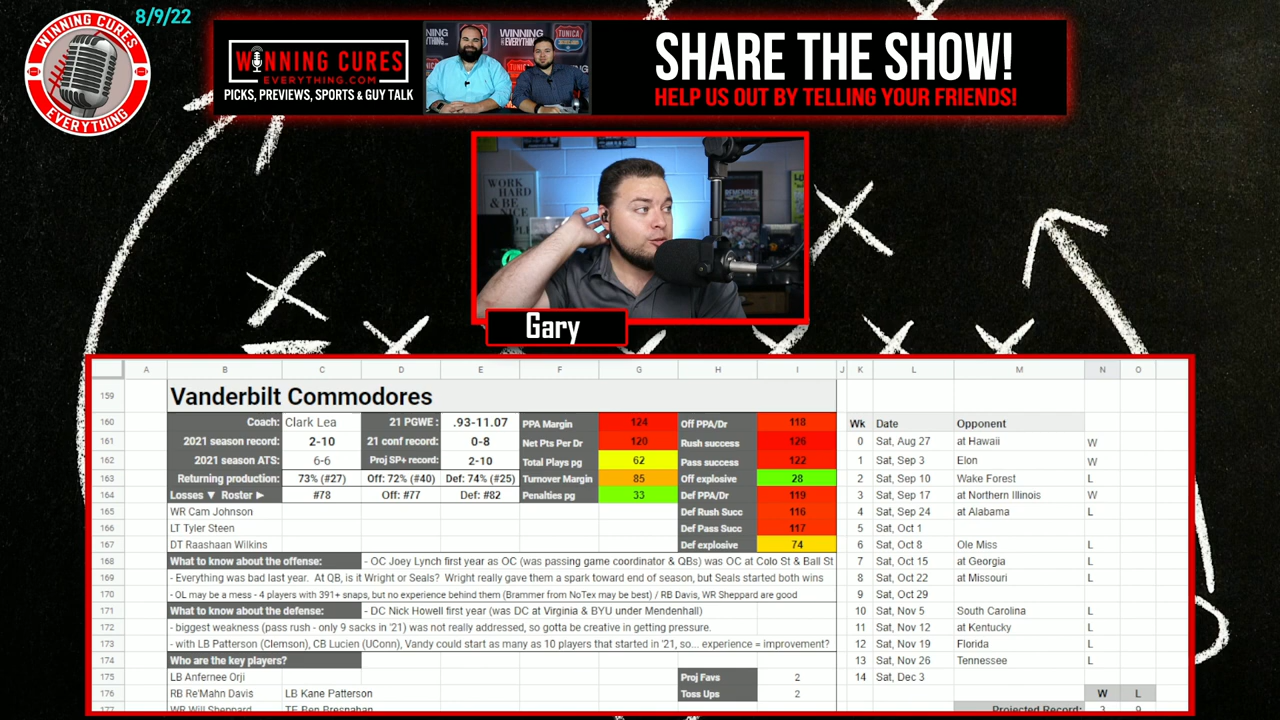 8/9/22
WINNING CURES
EVERYTHING
WINNING CURES
EVERYTHING.COM
PICKS, PREVIEWS, SPORTS & GUY TALK
SHARE THE SHOW!
HELP US OUT BY TELLING YOUR FRIENDS!
WORK
HARD
& BE
NICE
Gary
A B C D E F G H I J K L M N O
159 Vanderbilt Commodores
160 Coach: Clark Lea 21 PGWE : .93-11.07 PPA Margin 124 Off PPA/Dr 118 Wk Date Opponent
161 2021 season record: 2-10 21 conf record: 0-8 Net Pts Per Dr 120 Rush success 126 0 Sat, Aug 27 at Hawaii W
162 2021 season ATS: 6-6 Proj SP+ record: 2-10 Total Plays pg 62 Pass success 122 1 Sat, Sep 3 Elon W
163 Returning production: 73% (#27) Off: 72% (#40) Def: 74% (#25) Turnover Margin 85 Off explosive 28 2 Sat, Sep 10 Wake Forest L
164 Losses ▼ Roster ► #78 Off: #77 Def: #82 Penalties pg 33 Def PPA/Dr 119 3 Sat, Sep 17 at Northern Illinois W
165 WR Cam Johnson Def Rush Succ 116 4 Sat, Sep 24 at Alabama L
166 LT Tyler Steen Def Pass Succ 117 5 Sat, Oct 1
167 DT Raashaan Wilkins Def explosive 74 6 Sat, Oct 8 Ole Miss L
168 What to know about the offense: - OC Joey Lynch first year as OC (was passing game coordinator & QBs) was OC at Colo St & Ball St 7 Sat, Oct 15 at Georgia L
169 - Everything was bad last year. At QB, is it Wright or Seals? Wright really gave them a spark toward end of season, but Seals started both wins 8 Sat, Oct 22 at Missouri L
170 - OL may be a mess - 4 players with 391+ snaps, but no experience behind them (Brammer from NoTex may be best) / RB Davis, WR Sheppard are good 9 Sat, Oct 29
171 What to know about the defense: - DC Nick Howell first year (was DC at Virginia & BYU under Mendenhall) 10 Sat, Nov 5 South Carolina L
172 - biggest weakness (pass rush - only 9 sacks in '21) was not really addressed, so gotta be creative in getting pressure. 11 Sat, Nov 12 at Kentucky L
173 - with LB Patterson (Clemson), CB Lucien (UConn), Vandy could start as many as 10 players that started in '21, so... experience = improvement? 12 Sat, Nov 19 Florida L
174 Who are the key players? 13 Sat, Nov 26 Tennessee L
175 LB Anfernee Orji Proj Favs 2 14 Sat, Dec 3
176 RB Re'Mahn Davis LB Kane Patterson Toss Ups 2 W L
177 WR Will Sheppard TE Ben Bresnahan Projected Record: 3 9